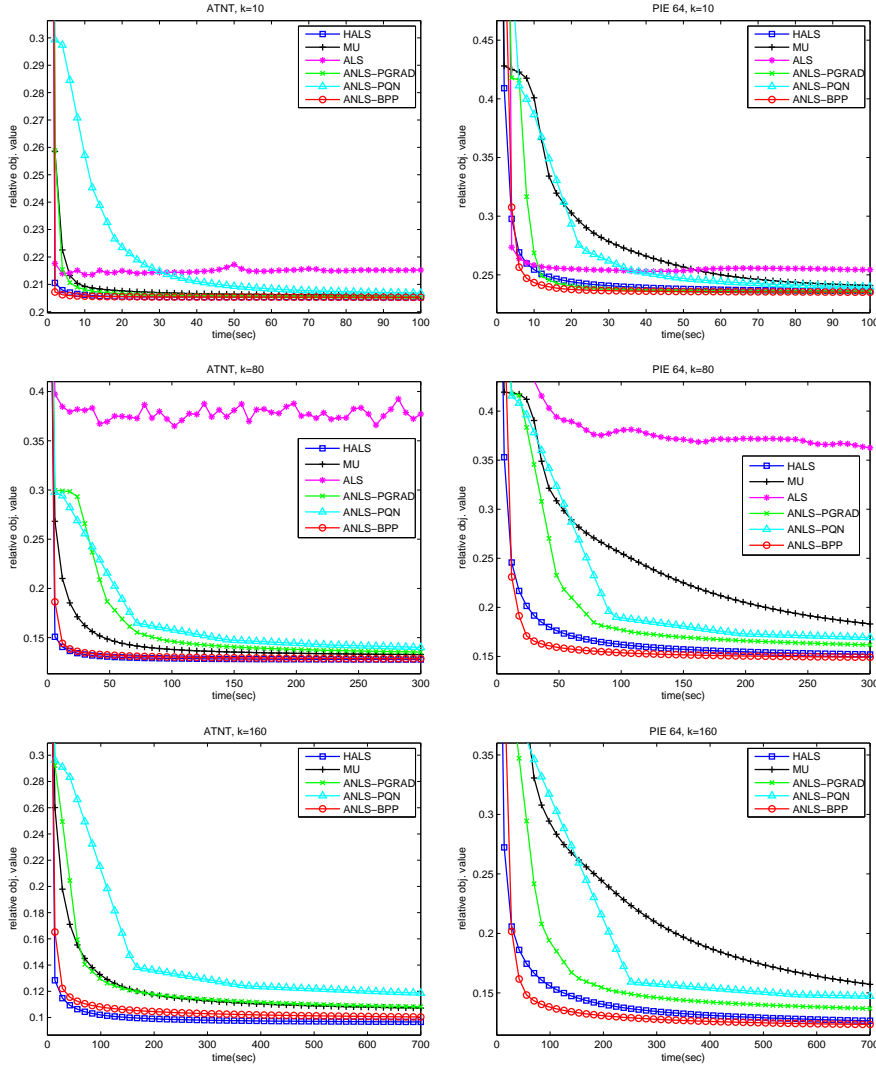 ATNT, k=10
0.3
0.29
0.28
0.27
0.26
0.25
0.24
0.23
0.22
0.21
0.2
relative obj. value
0 10 20 30 40 50 60 70 80 90 100
time(sec)
HALS
MU
ALS
ANLS−PGRAD
ANLS−PQN
ANLS−BPP
PIE 64, k=10
0.45
0.4
0.35
0.3
0.25
relative obj. value
0 10 20 30 40 50 60 70 80 90 100
time(sec)
HALS
MU
ALS
ANLS−PGRAD
ANLS−PQN
ANLS−BPP
ATNT, k=80
0.4
0.35
0.3
0.25
0.2
0.15
relative obj. value
0 50 100 150 200 250 300
time(sec)
HALS
MU
ALS
ANLS−PGRAD
ANLS−PQN
ANLS−BPP
PIE 64, k=80
0.4
0.35
0.3
0.25
0.2
0.15
relative obj. value
0 50 100 150 200 250 300
time(sec)
HALS
MU
ALS
ANLS−PGRAD
ANLS−PQN
ANLS−BPP
ATNT, k=160
0.3
0.28
0.26
0.24
0.22
0.2
0.18
0.16
0.14
0.12
0.1
relative obj. value
0 100 200 300 400 500 600 700
time(sec)
HALS
MU
ANLS−PGRAD
ANLS−PQN
ANLS−BPP
PIE 64, k=160
0.35
0.3
0.25
0.2
0.15
relative obj. value
0 100 200 300 400 500 600 700
time(sec)
HALS
MU
ANLS−PGRAD
ANLS−PQN
ANLS−BPP